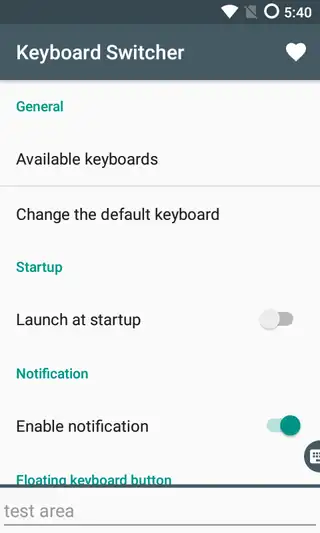 5:40
Keyboard Switcher
General
Available keyboards
Change the default keyboard
Startup
Launch at startup
Notification
Enable notification
Floating keyboard button
test area